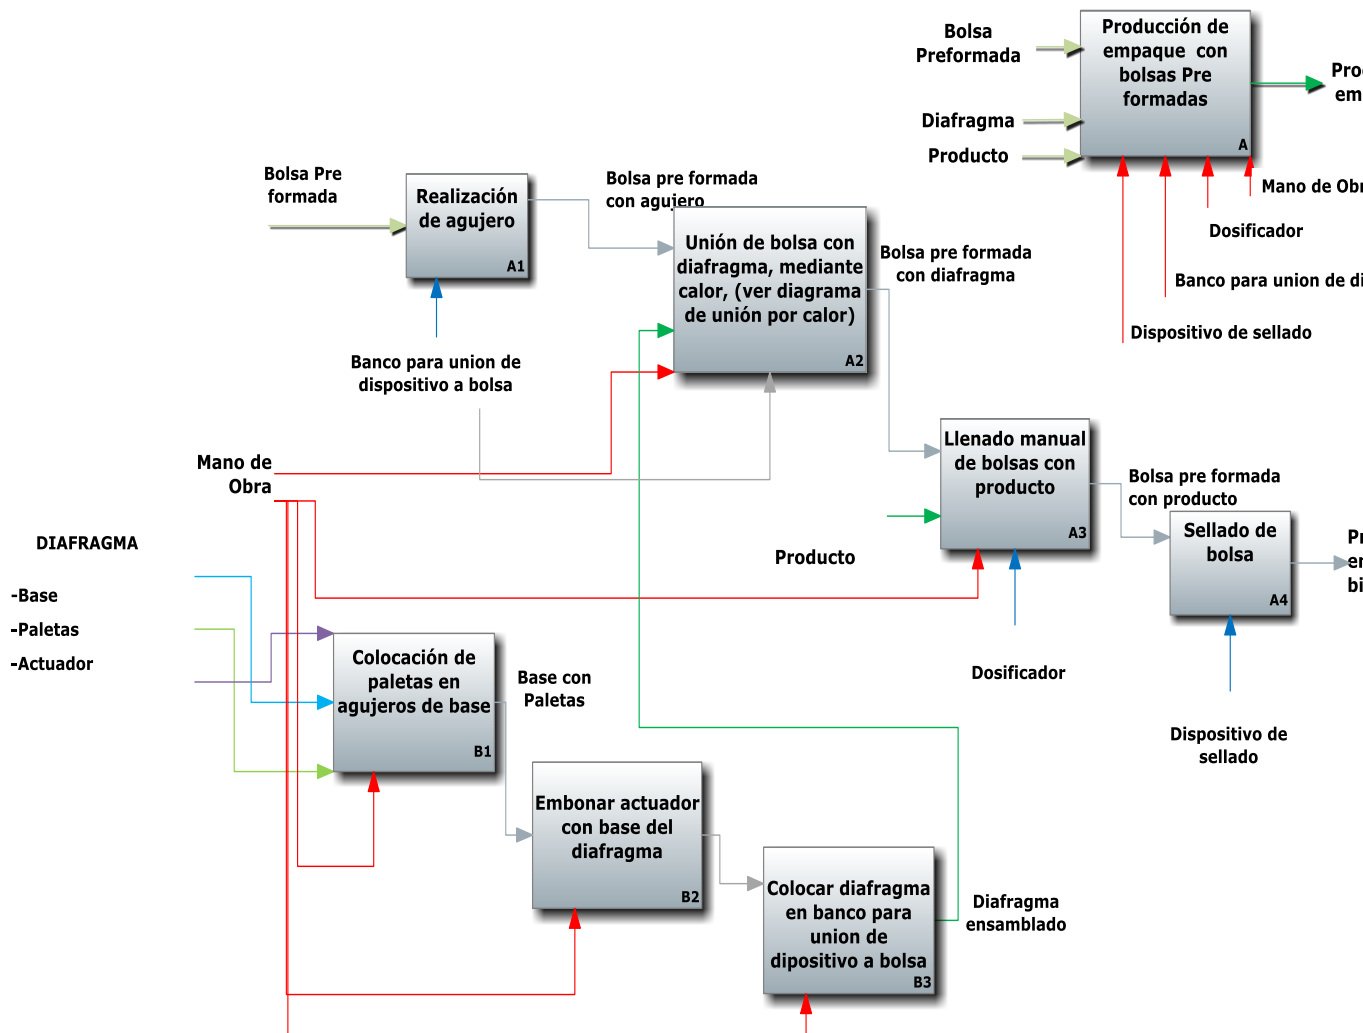 Bolsa
Preformada
Diafragma
Producto
Producción de
empaque con
bolsas Pre
formadas
A
Mano de Obr
Dosificador
Banco para union de di
Dispositivo de sellado
Bolsa Pre
formada
Realización
de agujero
A1
Bolsa pre formada
con agujero
Unión de bolsa con
diafragma, mediante
calor, (ver diagrama
de unión por calor)
A2
Bolsa pre formada
con diafragma
Banco para union de
dispositivo a bolsa
Mano de
Obra
Llenado manual
de bolsas con
producto
A3
Bolsa pre formada
con producto
Producto
Dosificador
Sellado de
bolsa
A4
Dispositivo de
sellado
DIAFRAGMA
-Base
-Paletas
-Actuador
Colocación de
paletas en
agujeros de base
B1
Base con
Paletas
Embonar actuador
con base del
diafragma
B2
Colocar diafragma
en banco para
union de
dipositivo a bolsa
B3
Diafragma
ensamblado